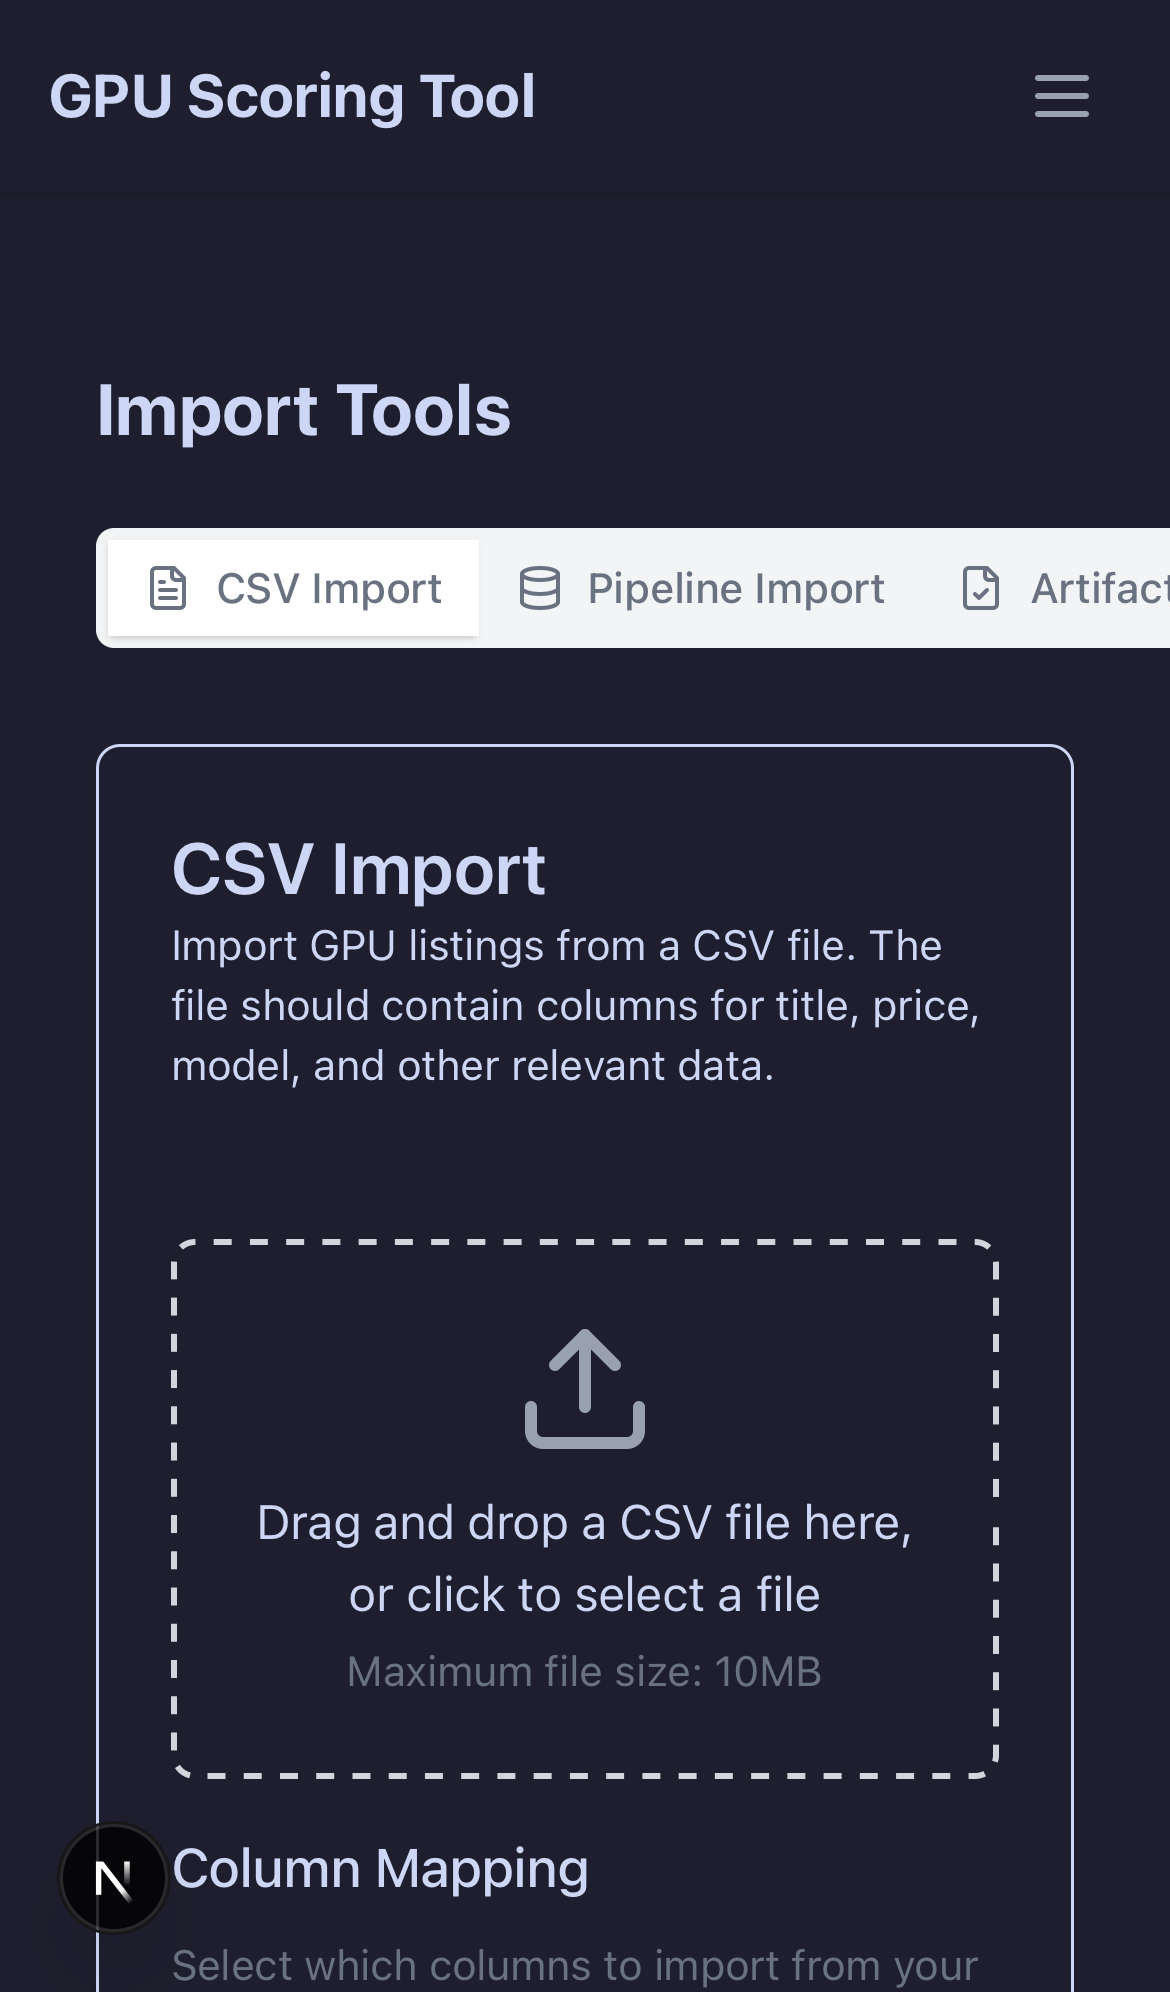 GPU Scoring Tool
Import Tools
CSV Import
Pipeline Import
Artifact
CSV Import
Import GPU listings from a CSV file. The
file should contain columns for title, price,
model, and other relevant data.
Drag and drop a CSV file here,
or click to select a file
Maximum file size: 10MB
N
Column Mapping
Select which columns to import from your